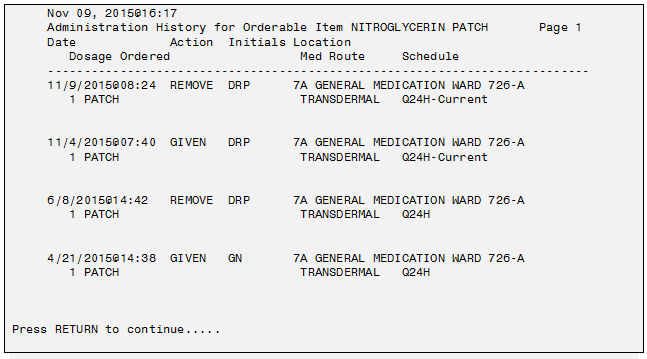 Nov 09, 2015@16:17
Administration History for Orderable Item NITROGLYCERIN PATCH Page 1
Date Action Initials Location
Dosage Ordered Med Route Schedule
---------------------------------------------------------------------------
11/9/2015@08:24 REMOVE DRP 7A GENERAL MEDICATION WARD 726-A
1 PATCH TRANSDERMAL Q24H-Current
11/4/2015@07:40 GIVEN DRP 7A GENERAL MEDICATION WARD 726-A
1 PATCH TRANSDERMAL Q24H-Current
6/8/2015@14:42 REMOVE DRP 7A GENERAL MEDICATION WARD 726-A
1 PATCH TRANSDERMAL Q24H
4/21/2015@14:38 GIVEN GN 7A GENERAL MEDICATION WARD 726-A
1 PATCH TRANSDERMAL Q24H
Press RETURN to continue.....